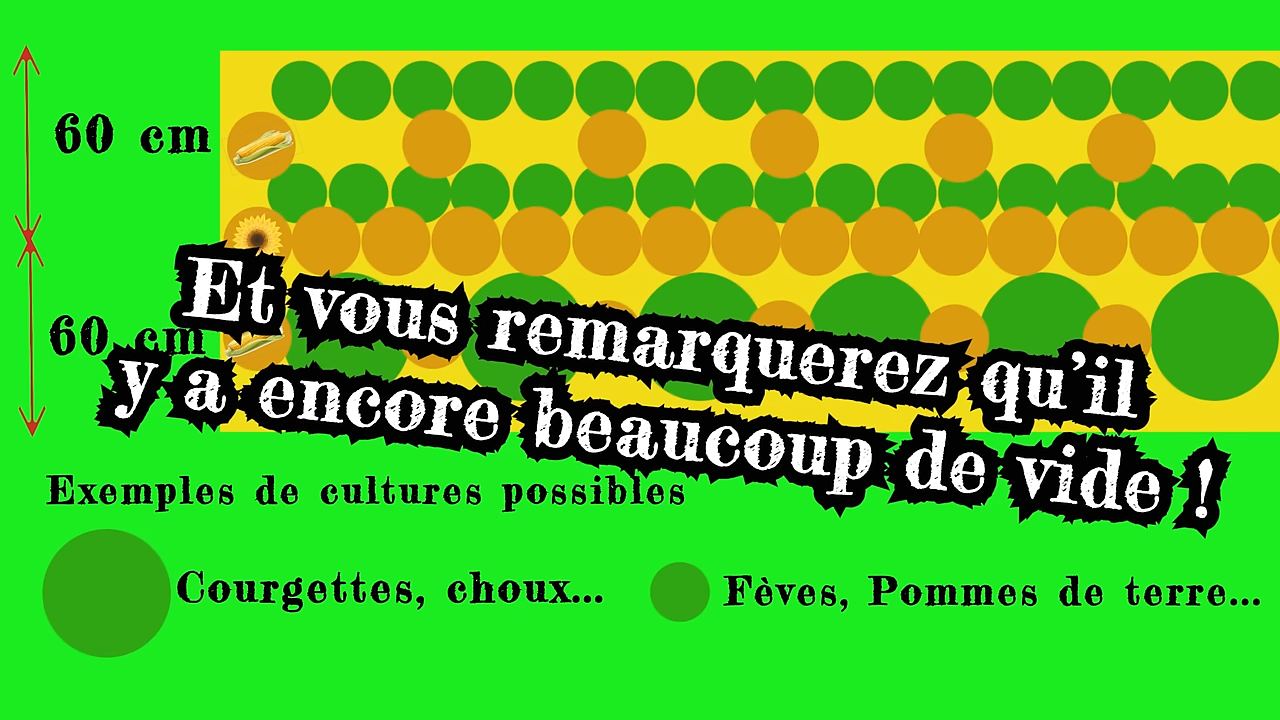 60 cm
60 cm
Et vous remarquerez qu'il
y a encore beaucoup de vide !
Exemples de cultures possibles
Courgettes, choux...
Fèves, Pommes de terre...